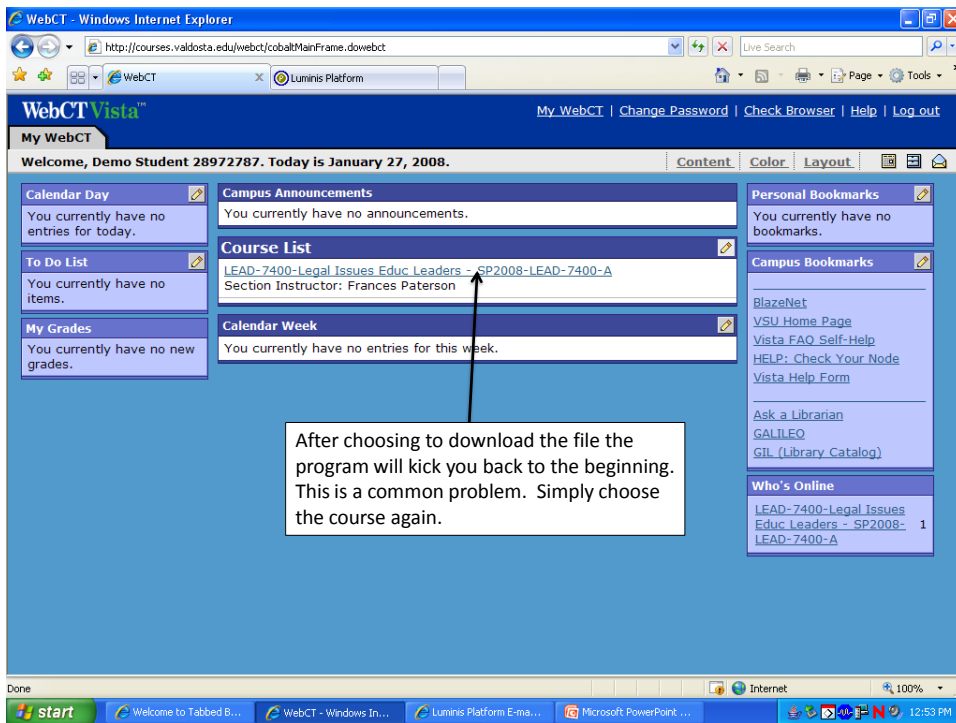 WebCT - Windows Internet Explorer
http://courses.valdosta.edu/webct/cobaltMainFrame.dowebct
Live Search
WebCT
Luminis Platform
Page
Tools
WebCT Vista™
My WebCT | Change Password | Check Browser | Help | Log out
My WebCT
Welcome, Demo Student 28972787. Today is January 27, 2008.
Content
Color
Layout
Calendar Day
You currently have no
entries for today.
To Do List
You currently have no
items.
My Grades
You currently have no new
grades.
Campus Announcements
You currently have no announcements.
Course List
LEAD-7400-Legal Issues Educ Leaders - SP2008-LEAD-7400-A
Section Instructor: Frances Paterson
Calendar Week
You currently have no entries for this week.
After choosing to download the file the
program will kick you back to the beginning.
This is a common problem.  Simply choose
the course again.
Personal Bookmarks
You currently have no
bookmarks.
Campus Bookmarks
BlazeNet
VSU Home Page
Vista FAQ Self-Help
HELP: Check Your Node
Vista Help Form
Ask a Librarian
GALILEO
GIL (Library Catalog)
Who's Online
LEAD-7400-Legal Issues
Educ Leaders - SP2008- 1
LEAD-7400-A
Done
Internet
100%
start
Welcome to Tabbed B...
WebCT - Windows In...
Luminis Platform E-ma...
Microsoft PowerPoint ...
12:53 PM